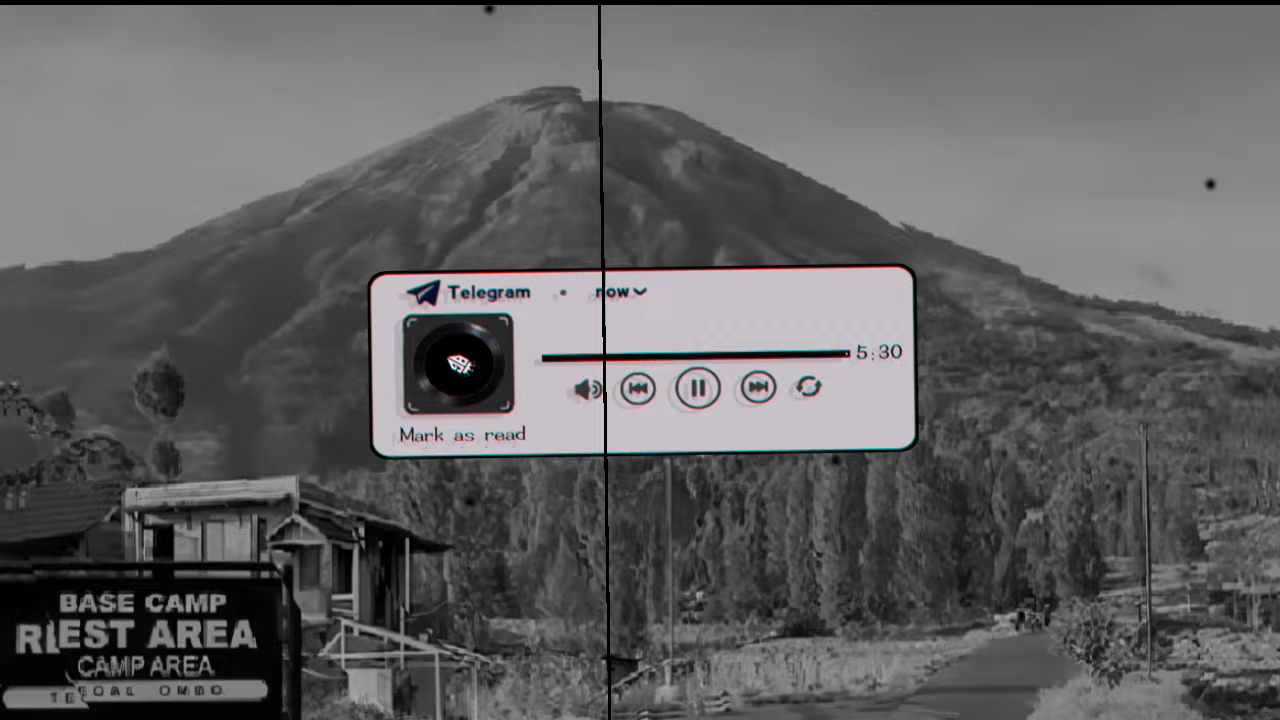 Telegram • now
5:30
Mark as read
BASE CAMP
REST AREA
CAMP AREA